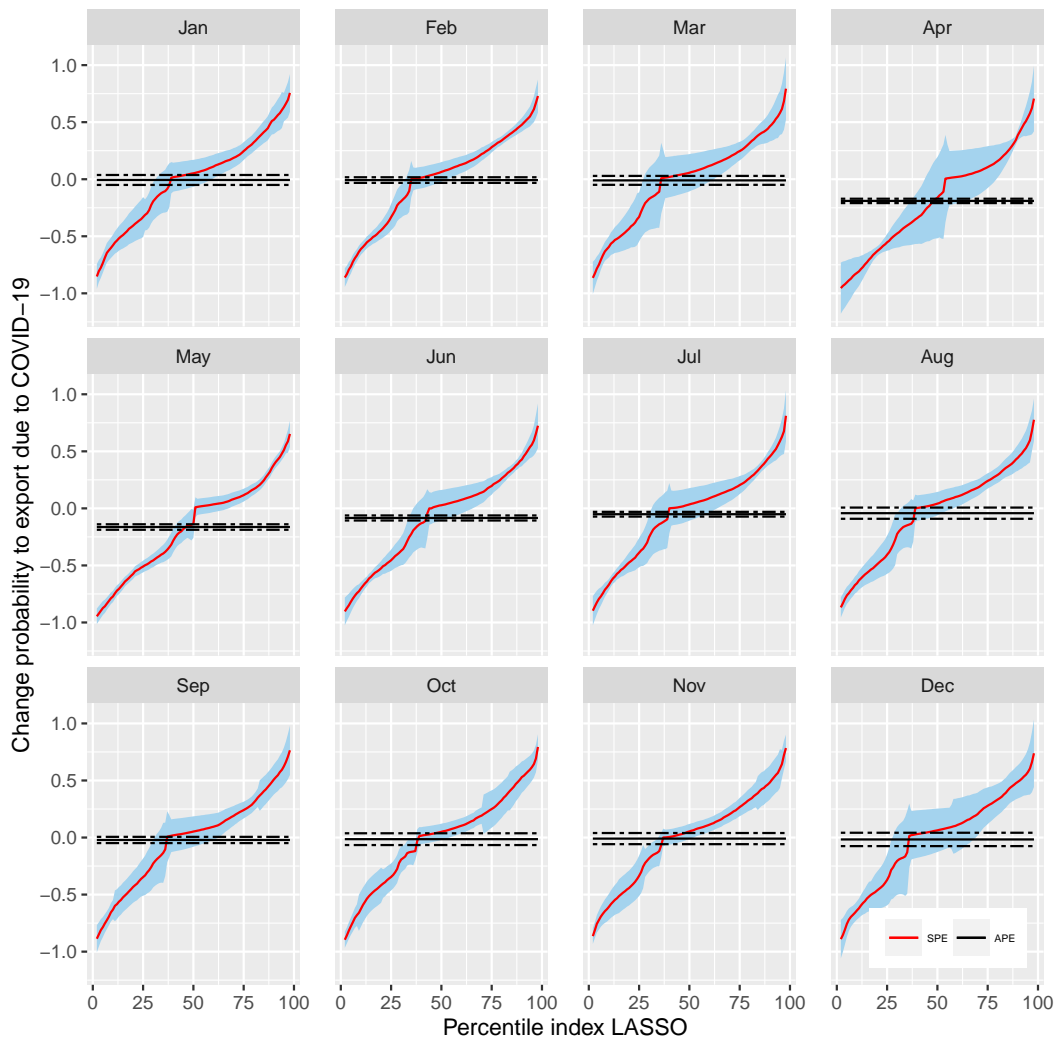 Jan Feb Mar Apr
1.0
0.5
0.0
−0.5
−1.0
May Jun Jul Aug
1.0
0.5
0.0
−0.5
−1.0
Sep Oct Nov Dec
1.0
0.5
0.0
−0.5
−1.0
SPE APE
0 25 50 75 100 0 25 50 75 100 0 25 50 75 100 0 25 50 75 100
Percentile index LASSO
Change probability to export due to COVID−19